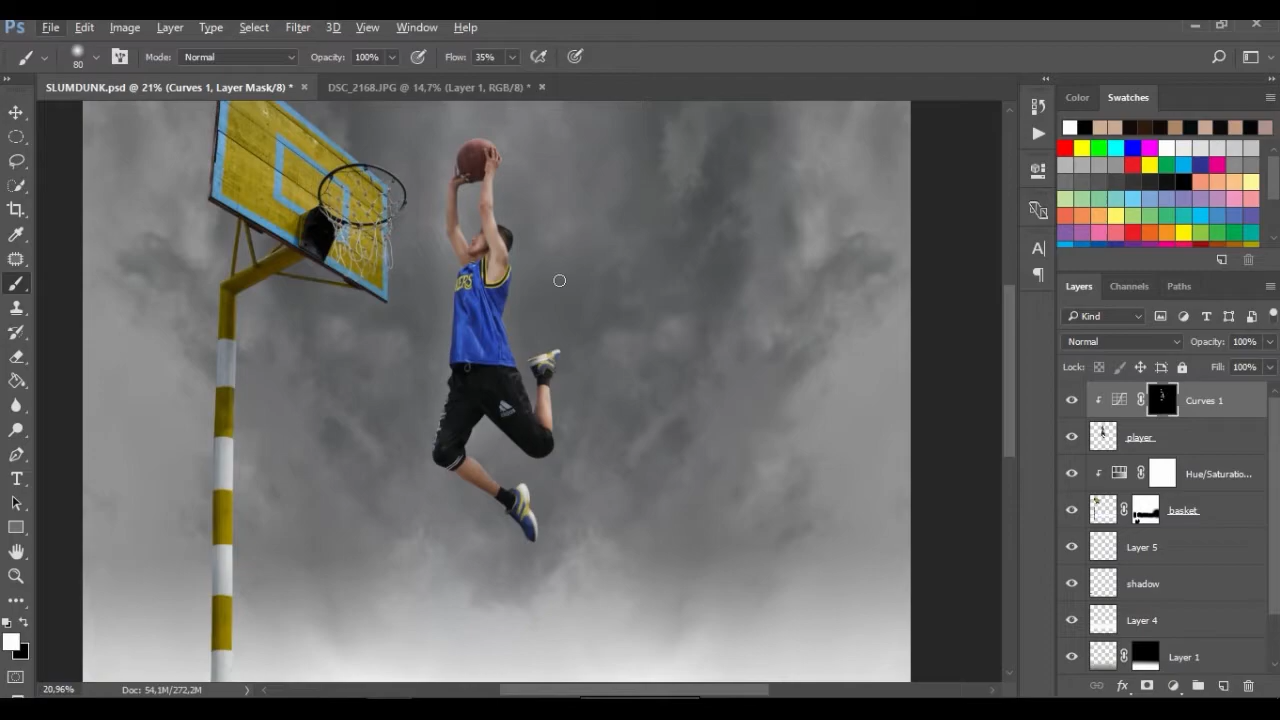 Ps File Edit Image Layer Type Select Filter 3D View Window Help
80 Mode: Normal Opacity: 100% Flow: 35%
SLUMDUNK.psd @ 21% (Curves 1, Layer Mask/8) * × DSC_2168.JPG @ 14,7% (Layer 1, RGB/8) * ×
Color Swatches
Layers Channels Paths
Kind
Normal Opacity: 100%
Lock: Fill: 100%
Curves 1
player
Hue/Saturatio...
basket
Layer 5
shadow
Layer 4
Layer 1
20,96% Doc: 54,1M/272,2M